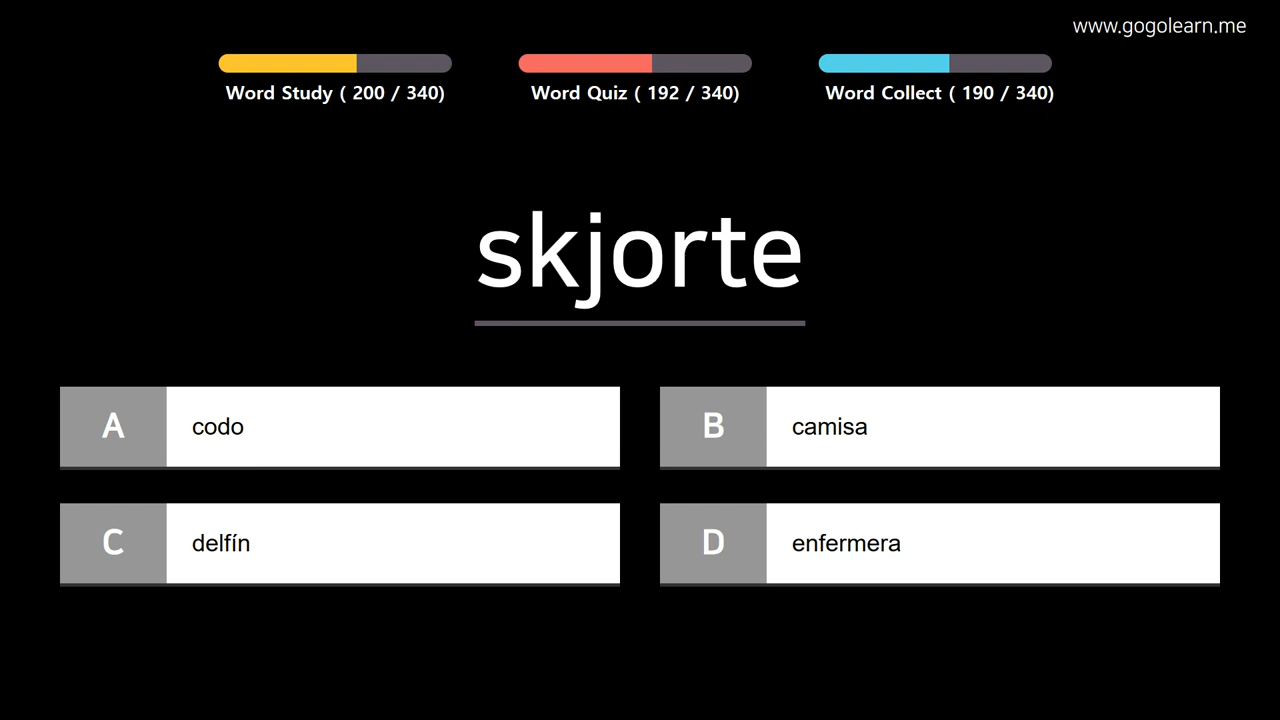 www.gogolearn.me
Word Study ( 200 / 340)
Word Quiz ( 192 / 340)
Word Collect ( 190 / 340)
skjorte
A codo
B camisa
C delfín
D enfermera